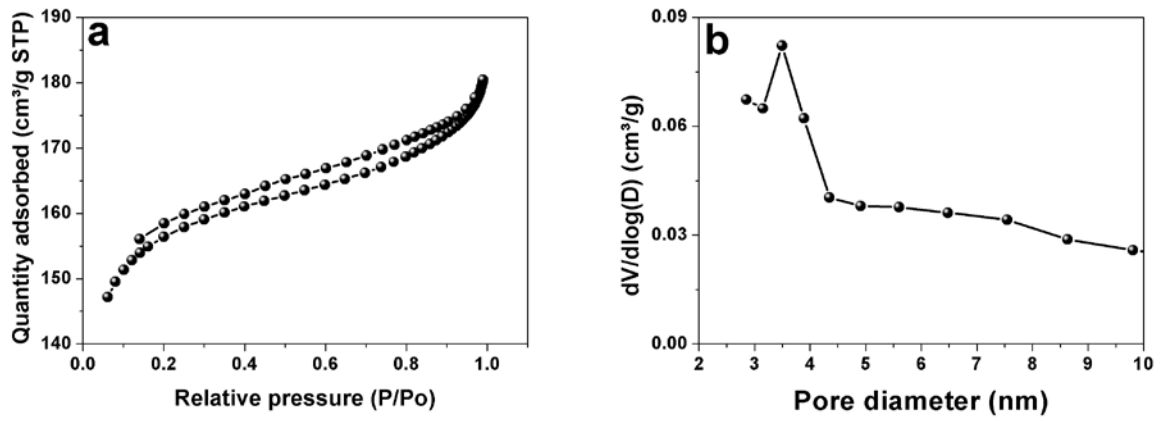 a
190
180
170
160
150
140
0.0 0.2 0.4 0.6 0.8 1.0
Quantity adsorbed (cm³/g STP)
Relative pressure (P/Po)
b
0.09
0.06
0.03
0.00
2 3 4 5 6 7 8 9 10
dV/dlog(D) (cm³/g)
Pore diameter (nm)